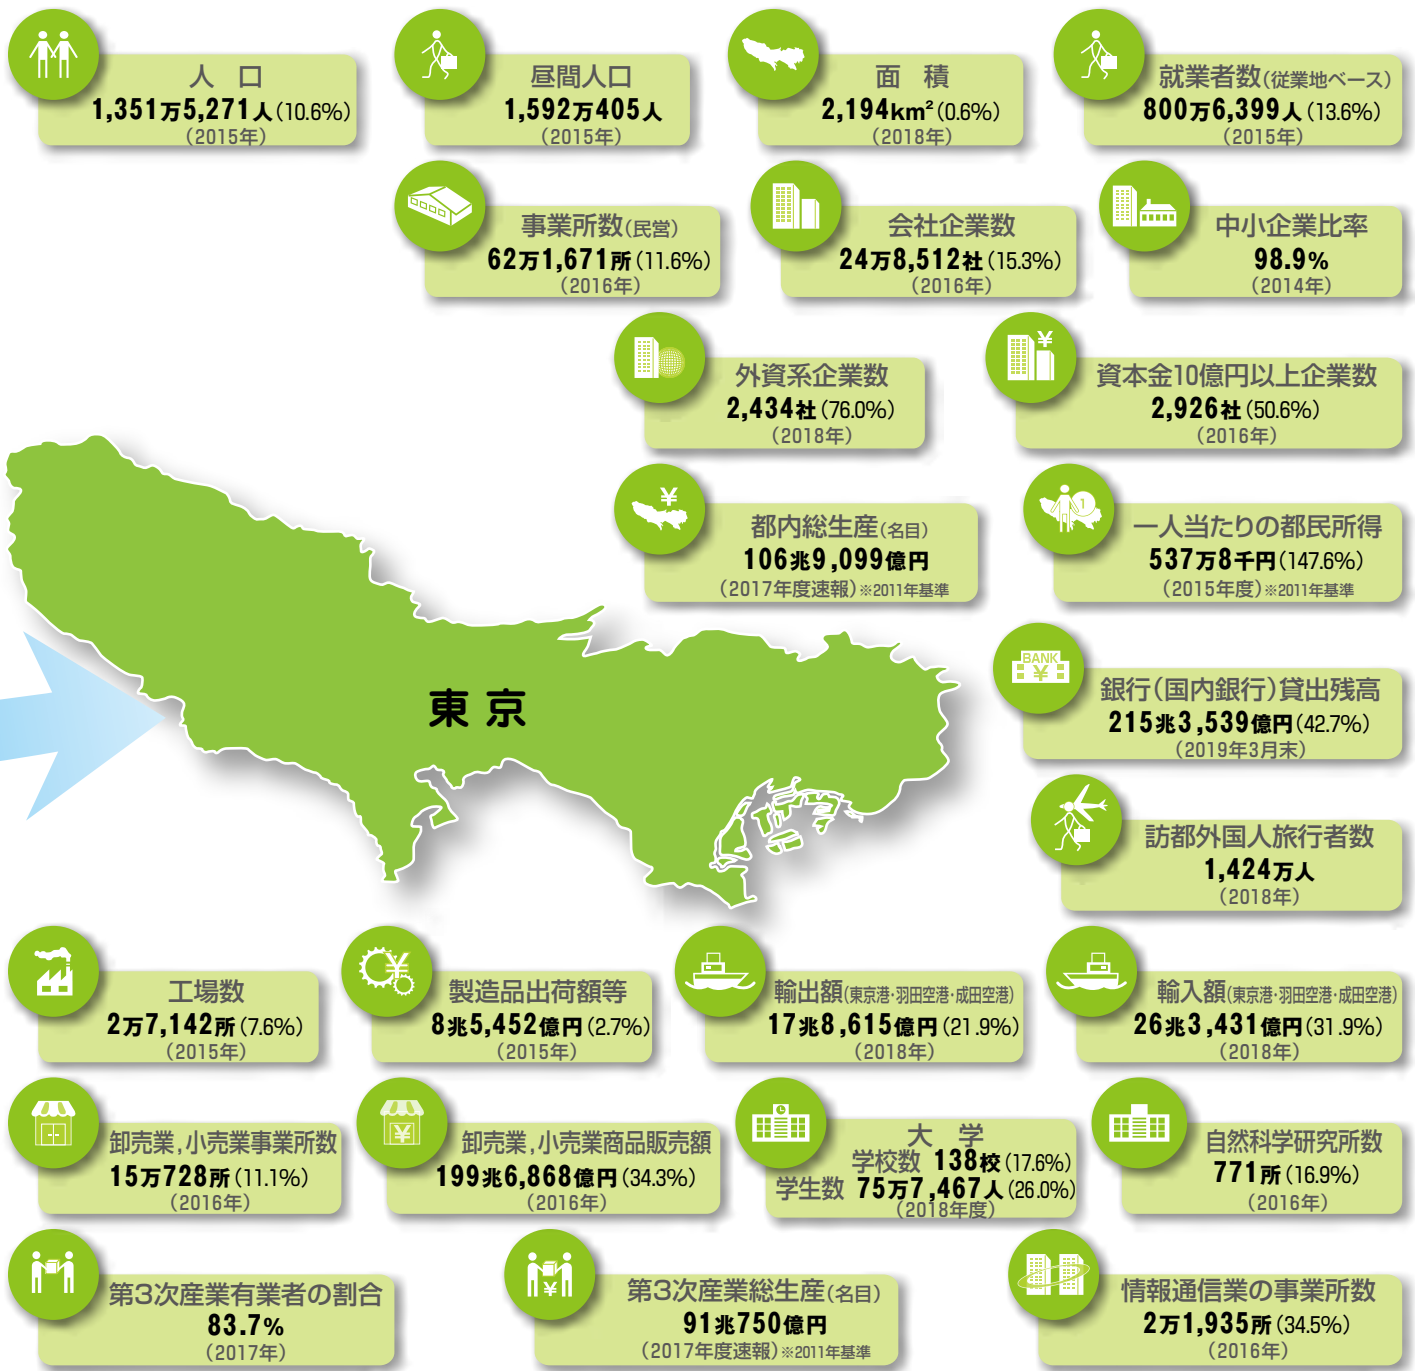 人 口
1,351万5,271人(10.6%)
(2015年)
昼間人口
1,592万405人
(2015年)
面 積
2,194km²(0.6%)
(2018年)
就業者数(従業地ベース)
800万6,399人(13.6%)
(2015年)
事業所数(民営)
62万1,671所(11.6%)
(2016年)
会社企業数
24万8,512社(15.3%)
(2016年)
中小企業比率
98.9%
(2014年)
外資系企業数
2,434社(76.0%)
(2018年)
¥
資本金10億円以上企業数
2,926社(50.6%)
(2016年)
¥
都内総生産(名目)
106兆9,099億円
(2017年度速報)※2011年基準
1
一人当たりの都民所得
537万8千円(147.6%)
(2015年度)※2011年基準
東 京
BANK
¥
銀行(国内銀行)貸出残高
215兆3,539億円(42.7%)
(2019年3月末)
訪都外国人旅行者数
1,424万人
(2018年)
工場数
2万7,142所(7.6%)
(2015年)
¥
製造品出荷額等
8兆5,452億円(2.7%)
(2015年)
輸出額(東京港・羽田空港・成田空港)
17兆8,615億円(21.9%)
(2018年)
輸入額(東京港・羽田空港・成田空港)
26兆3,431億円(31.9%)
(2018年)
卸売業,小売業事業所数
15万728所(11.1%)
(2016年)
¥
卸売業,小売業商品販売額
199兆6,868億円(34.3%)
(2016年)
大 学
学校数 138校(17.6%)
学生数 75万7,467人(26.0%)
(2018年度)
自然科学研究所数
771所(16.9%)
(2016年)
第3次産業有業者の割合
83.7%
(2017年)
¥
第3次産業総生産(名目)
91兆750億円
(2017年度速報)※2011年基準
情報通信業の事業所数
2万1,935所(34.5%)
(2016年)